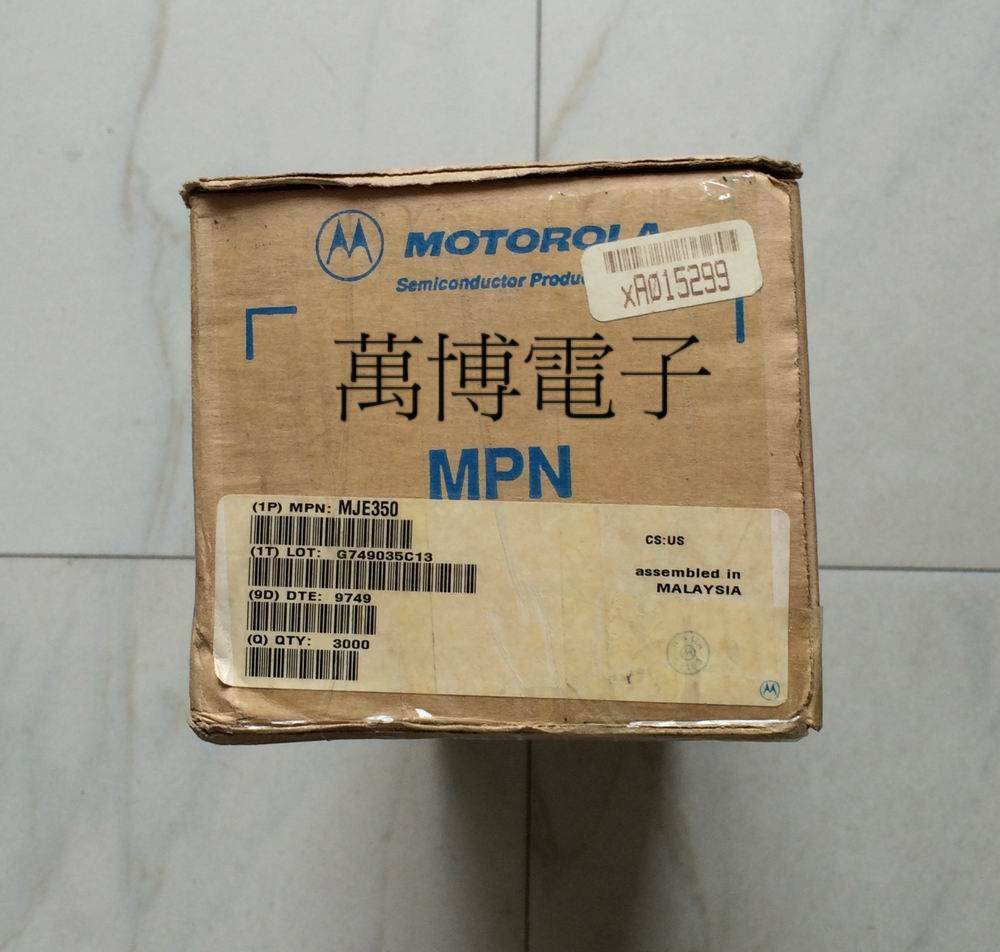 MOTOROLA
Semiconductor
xA015299
萬博電子
MPN
(1P) MPN: MJE350
(1T) LOT: G749035C13
(9D) DTE: 9749
(Q) QTY: 3000
CS:US
assembled in
MALAYSIA